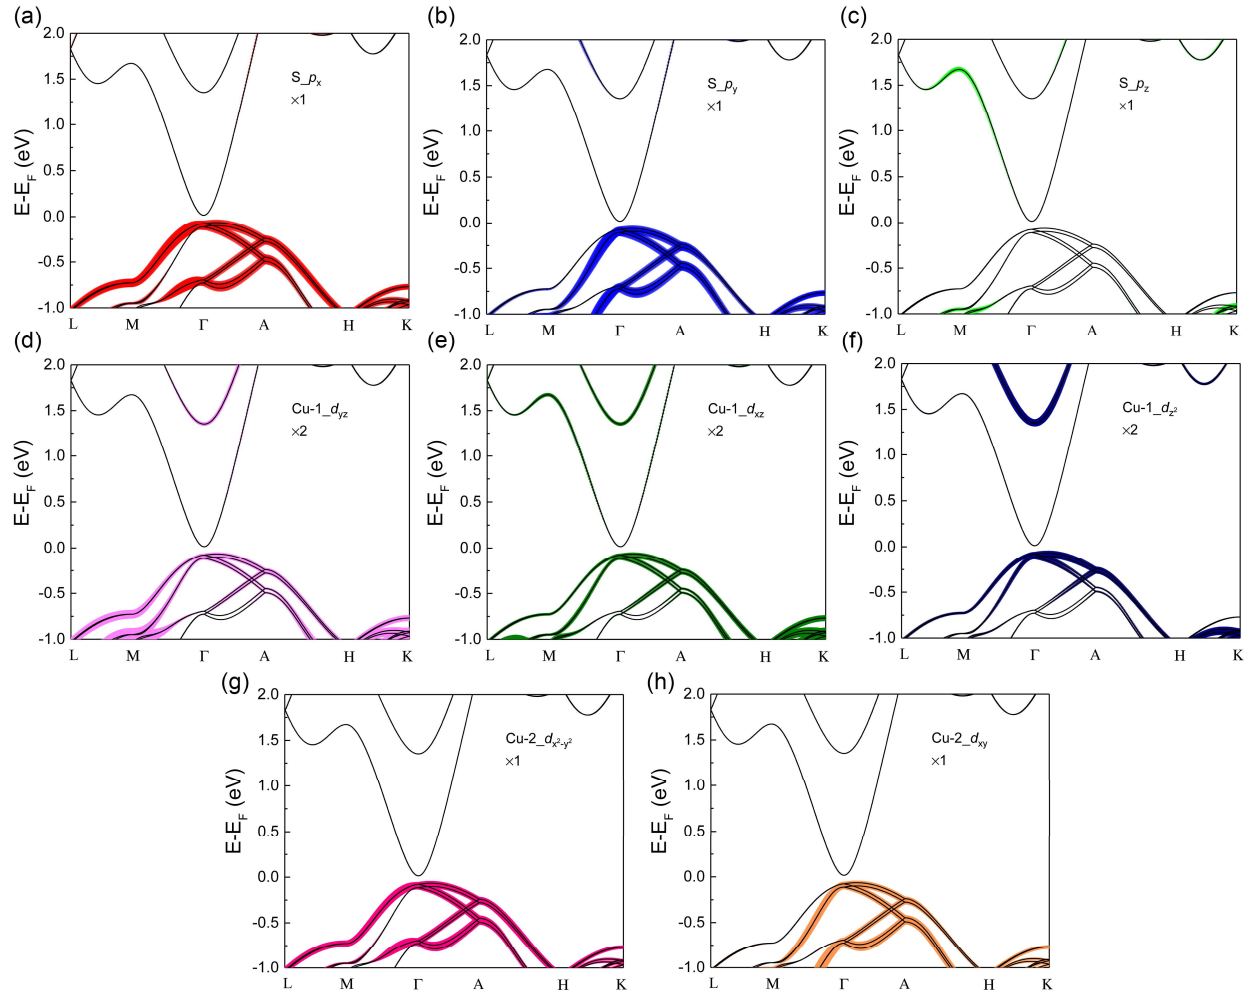 (a)
2.0
1.5
1.0
0.5
0.0
-0.5
-1.0
E-E_F (eV)
S_p_x
×1
L M Γ A H K
(b)
2.0
1.5
1.0
0.5
0.0
-0.5
-1.0
E-E_F (eV)
S_p_y
×1
L M Γ A H K
(c)
2.0
1.5
1.0
0.5
0.0
-0.5
-1.0
E-E_F (eV)
S_p_z
×1
L M Γ A H K
(d)
2.0
1.5
1.0
0.5
0.0
-0.5
-1.0
E-E_F (eV)
Cu-1_d_yz
×2
L M Γ A H K
(e)
2.0
1.5
1.0
0.5
0.0
-0.5
-1.0
E-E_F (eV)
Cu-1_d_xz
×2
L M Γ A H K
(f)
2.0
1.5
1.0
0.5
0.0
-0.5
-1.0
E-E_F (eV)
Cu-1_d_z²
×2
L M Γ A H K
(g)
2.0
1.5
1.0
0.5
0.0
-0.5
-1.0
E-E_F (eV)
Cu-2_d_x²-y²
×1
L M Γ A H K
(h)
2.0
1.5
1.0
0.5
0.0
-0.5
-1.0
E-E_F (eV)
Cu-2_d_xy
×1
L M Γ A H K